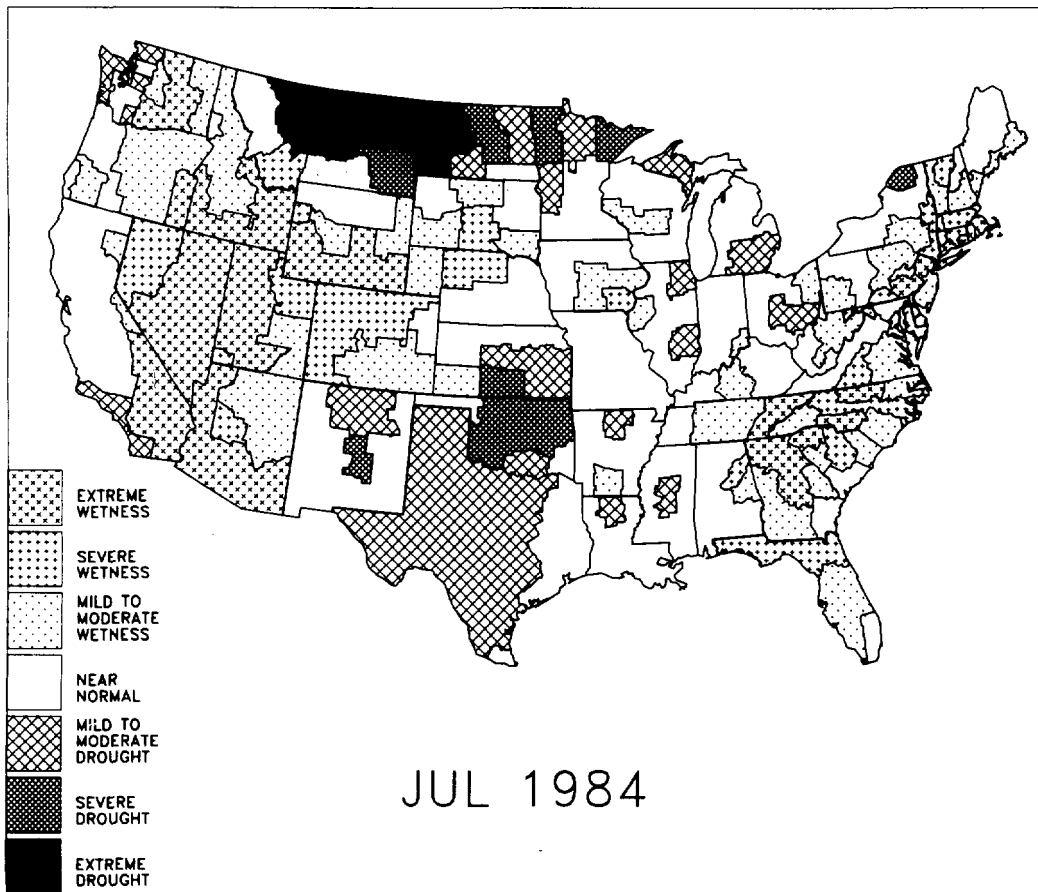 EXTREME
WETNESS
SEVERE
WETNESS
MILD TO
MODERATE
WETNESS
NEAR
NORMAL
MILD TO
MODERATE
DROUGHT
SEVERE
DROUGHT
EXTREME
DROUGHT
JUL 1984